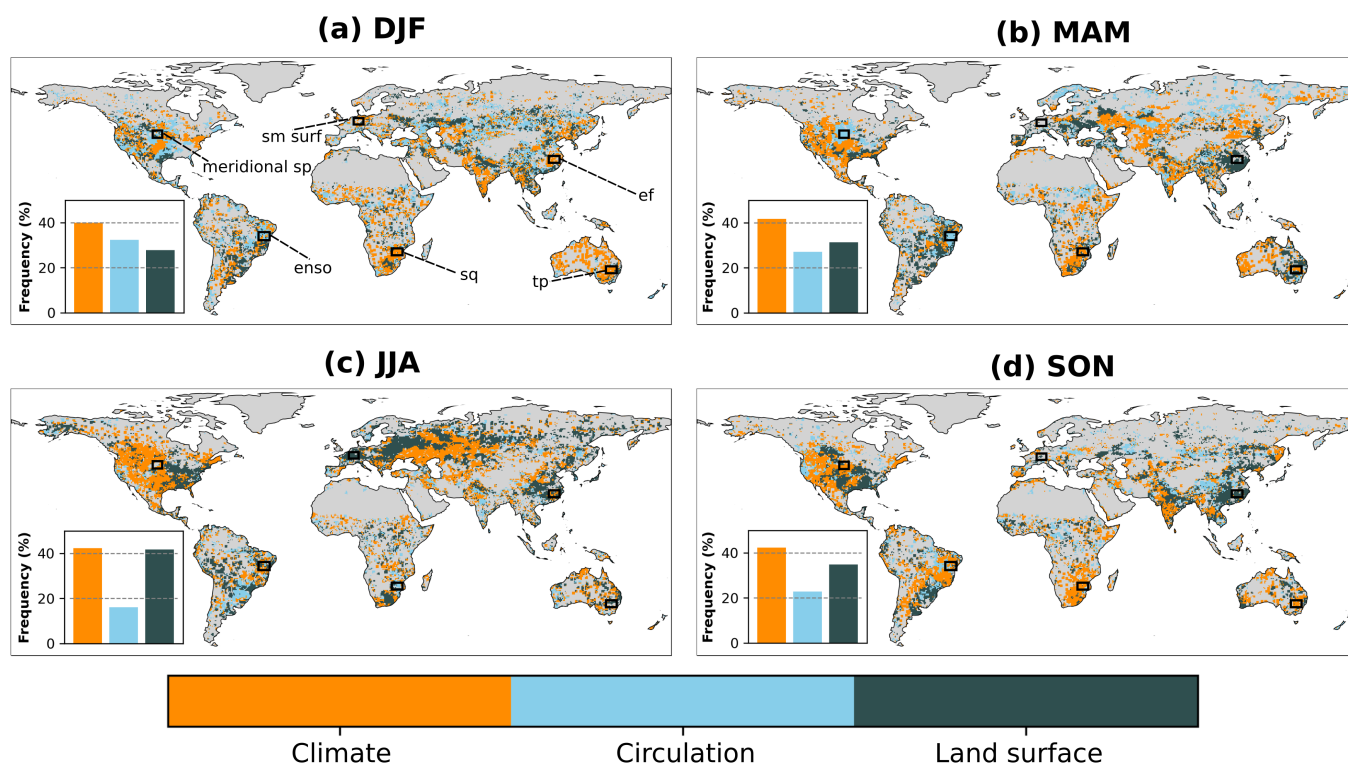 (a) DJF
(b) MAM
sm surf
meridional sp
ef
enso
sq
tp
Frequency (%)
40
20
0
Frequency (%)
40
20
0
(c) JJA
(d) SON
Frequency (%)
40
20
0
Frequency (%)
40
20
0
Climate
Circulation
Land surface